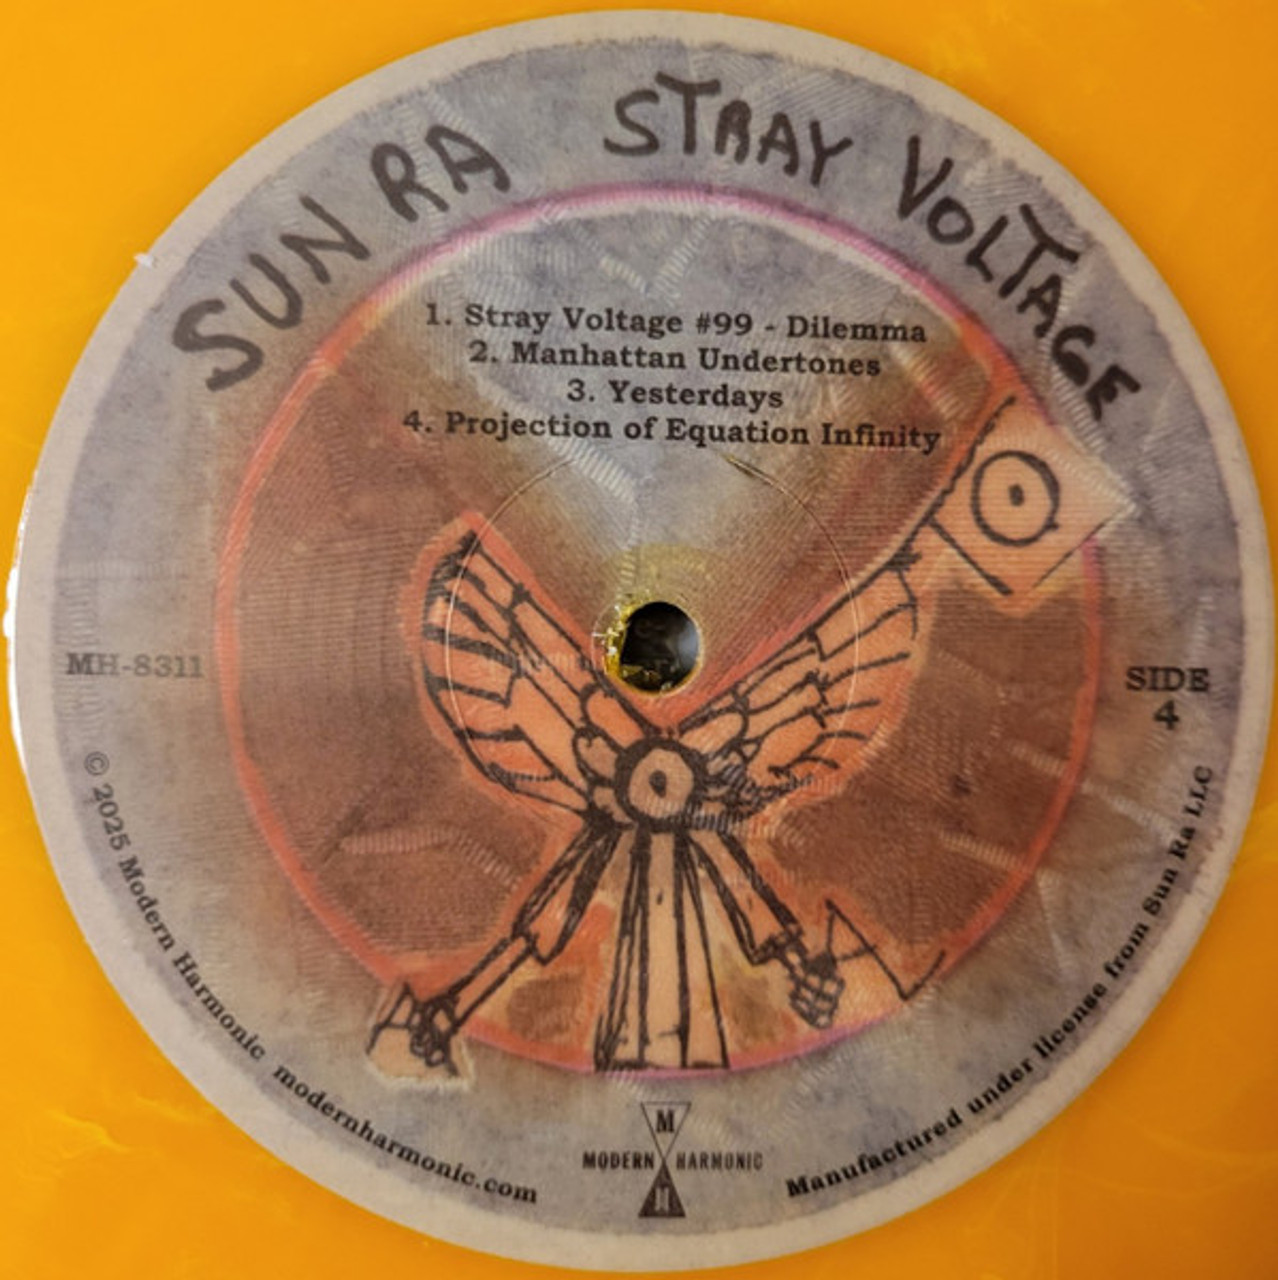 SUN RA STRAY VOLTAGE
1. Stray Voltage #99 - Dilemma
2. Manhattan Undertones
3. Yesterdays
4. Projection of Equation Infinity
MH-8311
SIDE
4
© 2025 Modern Harmonic modernharmonic.com
Manufactured under license from Sun Ra LLC
M
MODERN HARMONIC
H